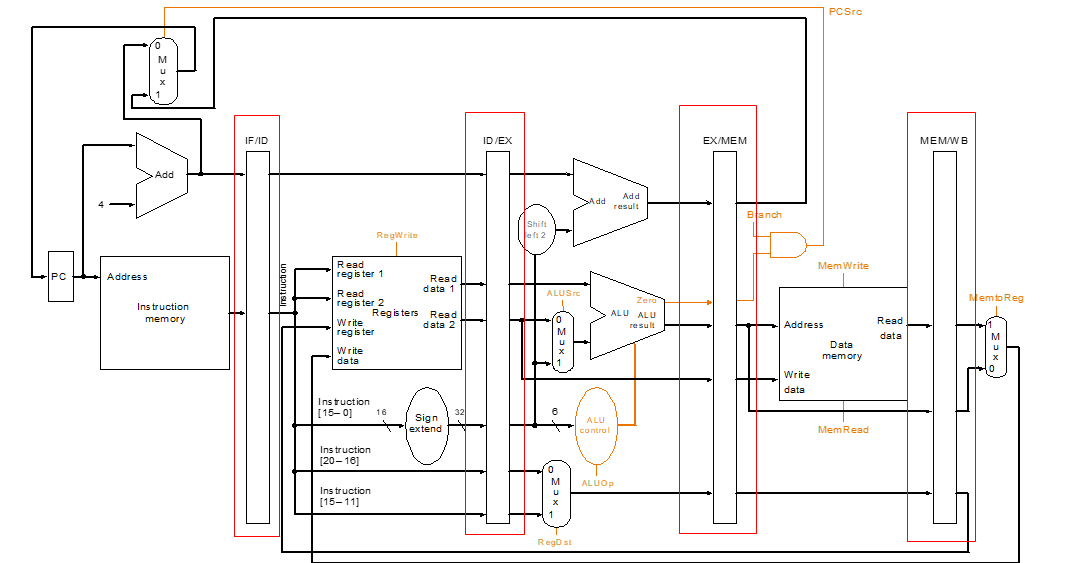 PCSrc
0
M
u
x
1
IF/ID
ID/EX
EX/MEM
MEM/WB
Add
4
Shift
left 2
Add
Add
result
Branch
RegWrite
PC
Address
Instruction
memory
Instruction
Read
register 1
Read
register 2
Write
register
Write
data
Registers
Read
data 1
Read
data 2
ALUSrc
0
M
u
x
1
Zero
ALU
ALU
result
MemWrite
Address
Read
data
Data
memory
Write
data
MemRead
MemtoReg
1
M
u
x
0
Instruction
[15–0]
16
Sign
extend
32
6
ALU
control
ALUOp
Instruction
[20–16]
Instruction
[15–11]
0
M
u
x
1
RegDst